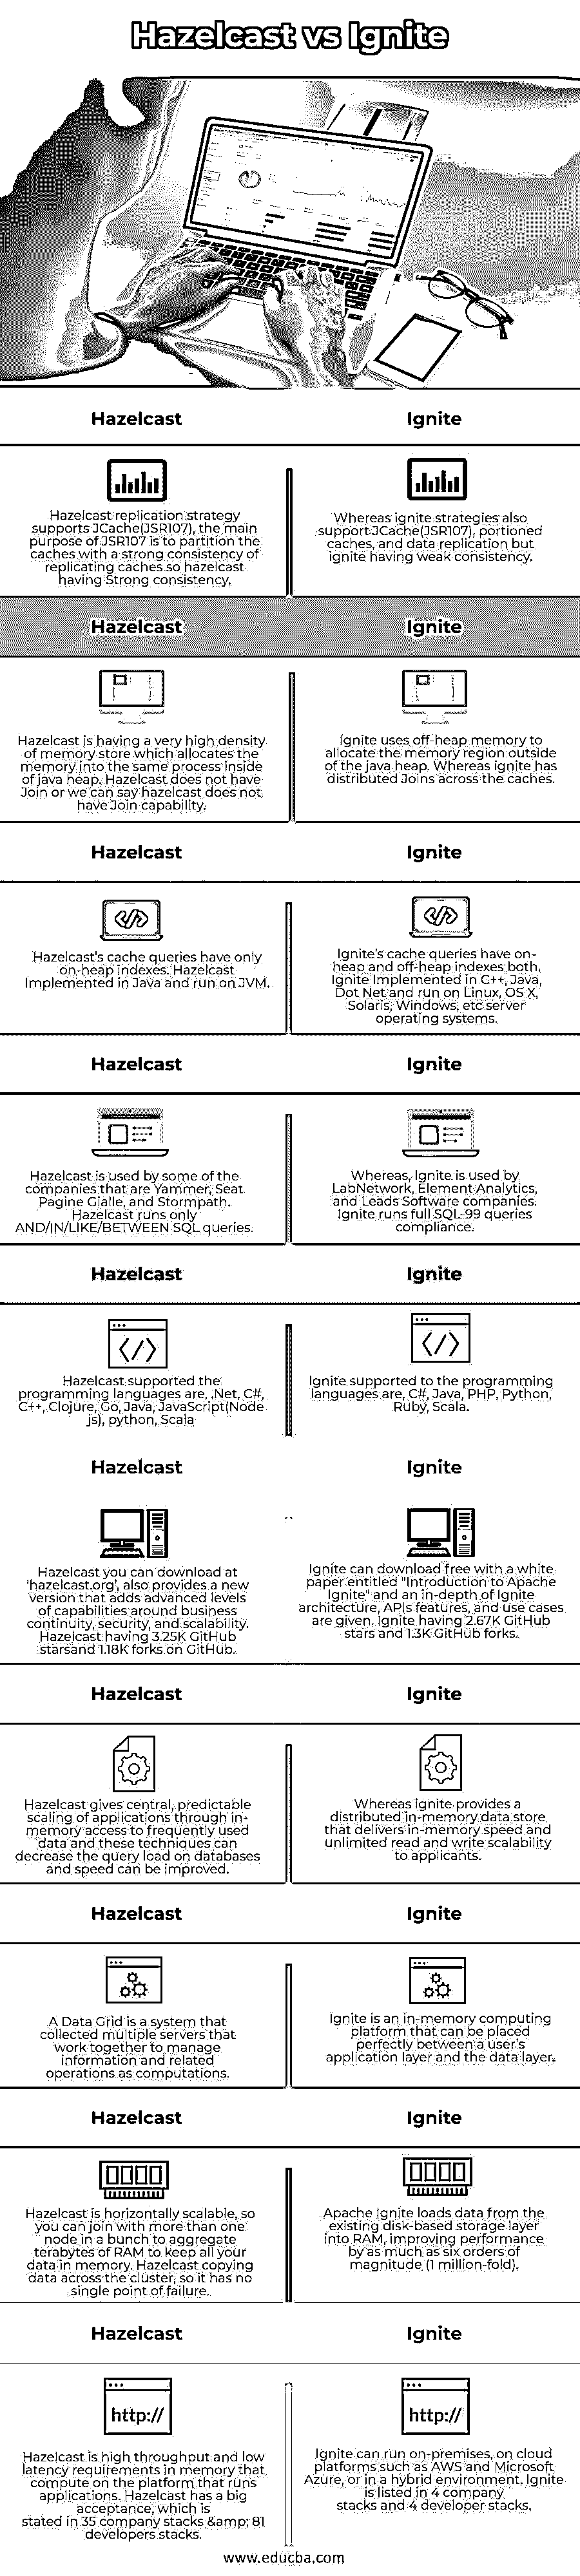 Hazelcast vs Ignite
Hazelcast
Ignite
Hazelcast replication strategy
supports JCache(JSR107), the main
purpose of JSR107 is to partition the
caches with a strong consistency of
replicating caches so hazelcast
having Strong consistency.
Whereas ignite strategies also
support JCache(JSR107), portioned
caches, and data replication but
ignite having weak consistency.
Hazelcast
Ignite
Hazelcast is having a very high density
of memory store which allocates the
memory into the same process inside
of java heap. Hazelcast does not have
Join or we can say hazelcast does not
have Join capability.
Ignite uses off-heap memory to
allocate the memory region outside
of the java heap. Whereas ignite has
distributed Joins across the caches.
Hazelcast
Ignite
Hazelcast's cache queries have only
on-heap indexes. Hazelcast
Implemented in Java and run on JVM.
Ignite's cache queries have on-
heap and off-heap indexes both.
Ignite Implemented in C++, Java,
Dot Net and run on Linux, OS X,
Solaris, Windows, etc server
operating systems.
Hazelcast
Ignite
Hazelcast is used by some of the
companies that are Yammer, Seat
Pagine Gialle, and Stormpath.
Hazelcast runs only
AND/IN/LIKE/BETWEEN SQL queries.
Whereas, Ignite is used by
LabNetwork, Element Analytics,
and Leads Software companies.
Ignite runs full SQL-99 queries
compliance.
Hazelcast
Ignite
Hazelcast supported the
programming languages are, .Net, C#,
C++, Clojure, Go, Java, JavaScript(Node
js), python, Scala
Ignite supported to the programming
languages are, C#, Java, PHP, Python,
Ruby, Scala.
Hazelcast
Ignite
Hazelcast you can download at
'hazelcast.org', also provides a new
version that adds advanced levels
of capabilities around business
continuity, security, and scalability.
Hazelcast having 3.25K GitHub
starsand 1.18K forks on GitHub.
Ignite can download free with a white
paper entitled "Introduction to Apache
Ignite" and an in-depth of Ignite
architecture, APIs features, and use cases
are given. Ignite having 2.67K GitHub
stars and 1.3K GitHub forks.
Hazelcast
Ignite
Hazelcast gives central, predictable
scaling of applications through in-
memory access to frequently used
data and these techniques can
decrease the query load on databases
and speed can be improved.
Whereas ignite provides a
distributed in-memory data store
that delivers in-memory speed and
unlimited read and write scalability
to applicants.
Hazelcast
Ignite
A Data Grid is a system that
collected multiple servers that
work together to manage
information and related
operations as computations.
Ignite is an in-memory computing
platform that can be placed
perfectly between a user's
application layer and the data layer.
Hazelcast
Ignite
Hazelcast is horizontally scalable, so
you can join with more than one
node in a bunch to aggregate
terabytes of RAM to keep all your
data in memory. Hazelcast copying
data across the cluster, so it has no
single point of failure.
Apache Ignite loads data from the
existing disk-based storage layer
into RAM, improving performance
by as much as six orders of
magnitude (1 million-fold).
Hazelcast
Ignite
http://
http://
Hazelcast is high throughput and low
latency requirements in memory that
compute on the platform that runs
applications. Hazelcast has a big
acceptance, which is
stated in 35 company stacks &amp; 81
developers stacks.
Ignite can run on-premises, on cloud
platforms such as AWS and Microsoft
Azure, or in a hybrid environment. Ignite
is listed in 4 company
stacks and 4 developer stacks.
www.educba.com